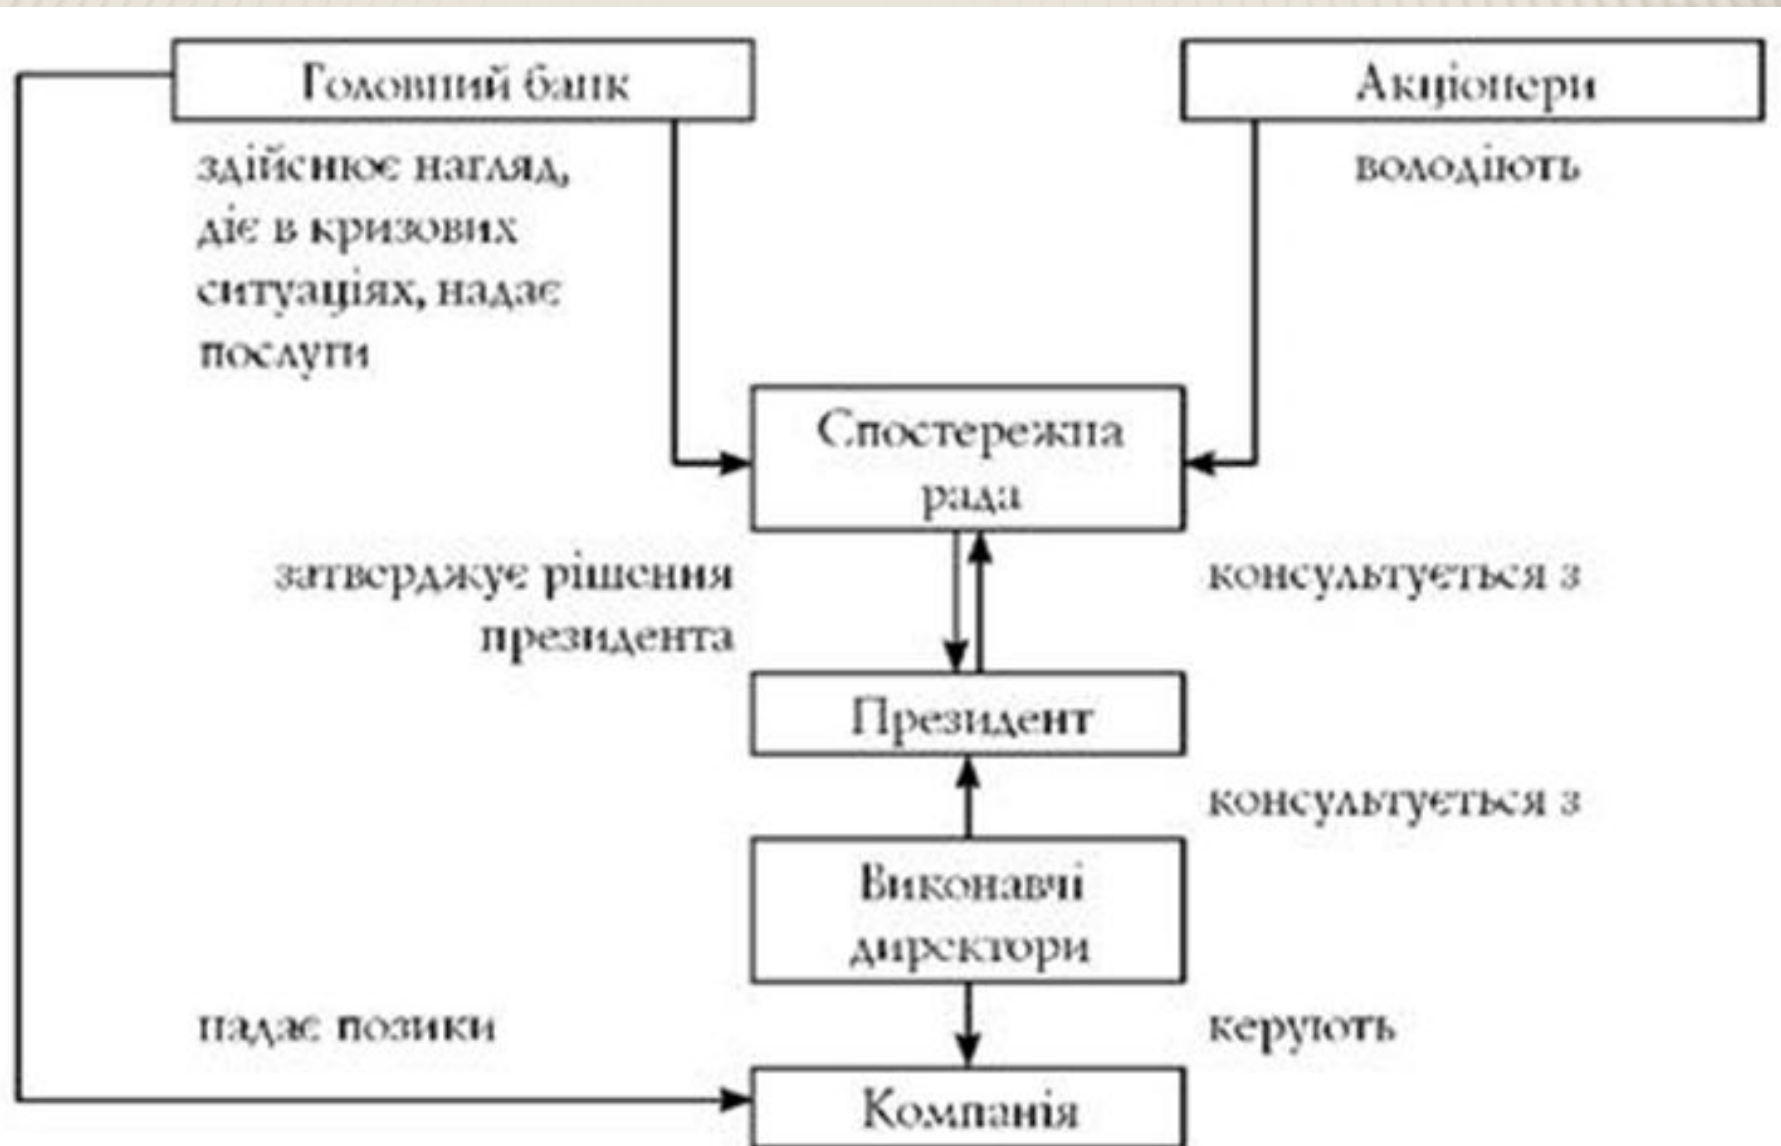 Головний банк
Акціонери
здійснює нагляд,
діє в кризових
ситуаціях, надає
послуги
володіють
Спостережна
рада
затверджує рішення
президента
консультується з
Президент
консультується з
Виконавчі
директори
надає позики
керують
Компанія